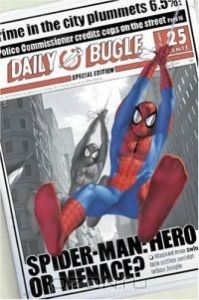 rime in the city plummets 6.5%:
Police Commissioner credits cops on the street
DAILY BUGLE
SPECIAL EDITION
25
CENTS
SPIDER-MAN: HERO
OR MENACE?